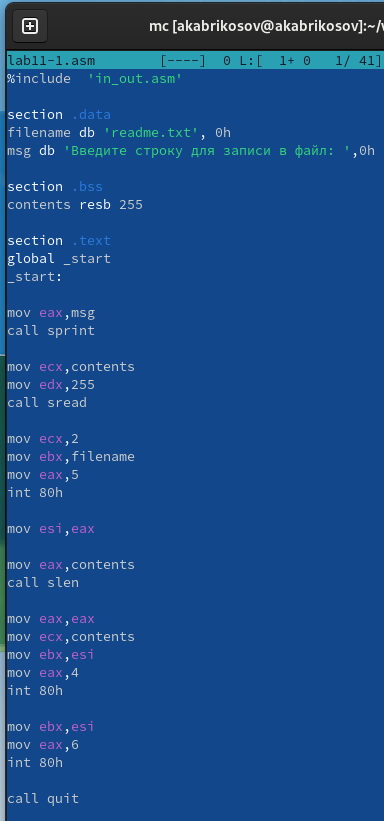 mc [akabrikosov@akabrikosov]:~/
lab11-1.asm [----] 0 L:[ 1+ 0 1/ 41]
%include 'in_out.asm'
section .data
filename db 'readme.txt', 0h
msg db 'Введите строку для записи в файл: ',0h
section .bss
contents resb 255
section .text
global _start
_start:
mov eax,msg
call sprint
mov ecx,contents
mov edx,255
call sread
mov ecx,2
mov ebx,filename
mov eax,5
int 80h
mov esi,eax
mov eax,contents
call slen
mov eax,eax
mov ecx,contents
mov ebx,esi
mov eax,4
int 80h
mov ebx,esi
mov eax,6
int 80h
call quit